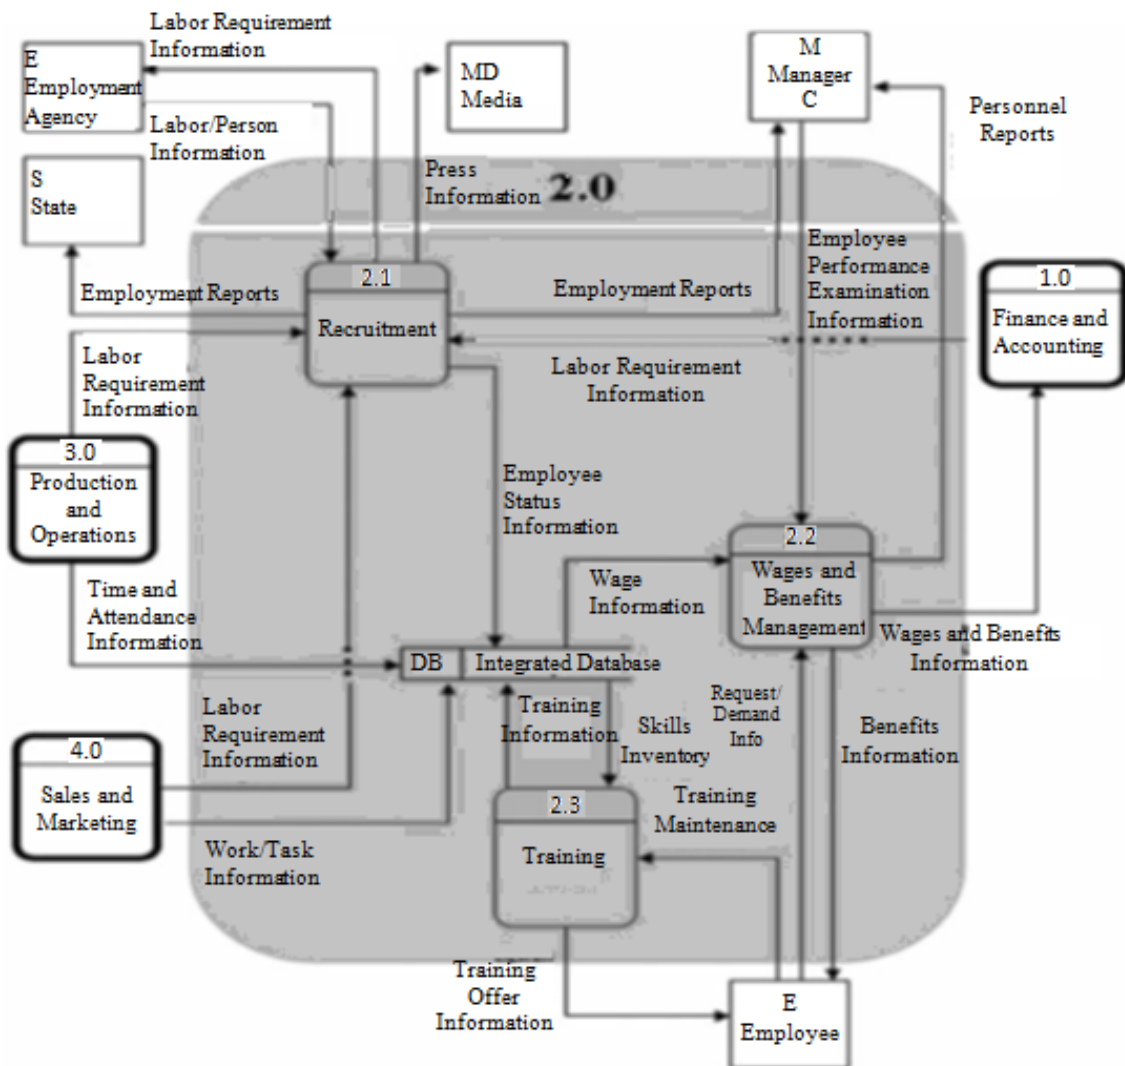 Labor Requirement
Information
E
Employment
Agency
MD
Media
M
Manager
C
Personnel
Reports
Labor/Person
Information
S
State
Press
Information
2.0
Employee
Performance
Examination
Information
2.1
Recruitment
Employment Reports
Employment Reports
1.0
Finance and
Accounting
Labor
Requirement
Information
Labor Requirement
Information
3.0
Production
and
Operations
Employee
Status
Information
2.2
Wages and
Benefits
Management
Wage
Information
Time and
Attendance
Information
Wages and Benefits
Information
DB
Integrated Database
Labor
Requirement
Information
Training
Information
Skills
Inventory
Request/
Demand
Info
Benefits
Information
4.0
Sales and
Marketing
2.3
Training
Training
Maintenance
Work/Task
Information
Training
Offer
Information
E
Employee